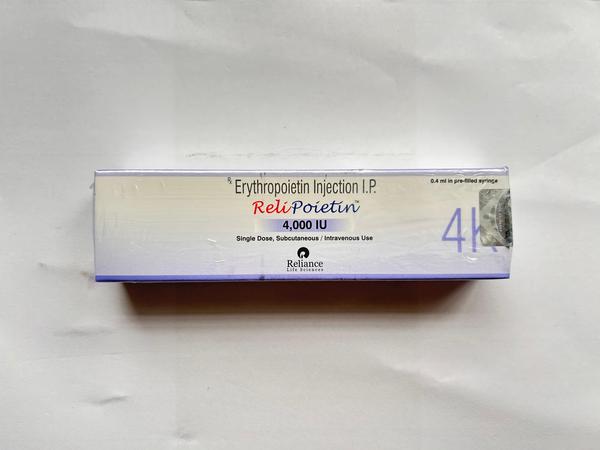 ℞ Erythropoietin Injection I.P.
0.4 ml in pre-filled syringe
ReliPoietin™
4,000 IU
Single Dose, Subcutaneous / Intravenous Use
4K
Reliance
Life Sciences